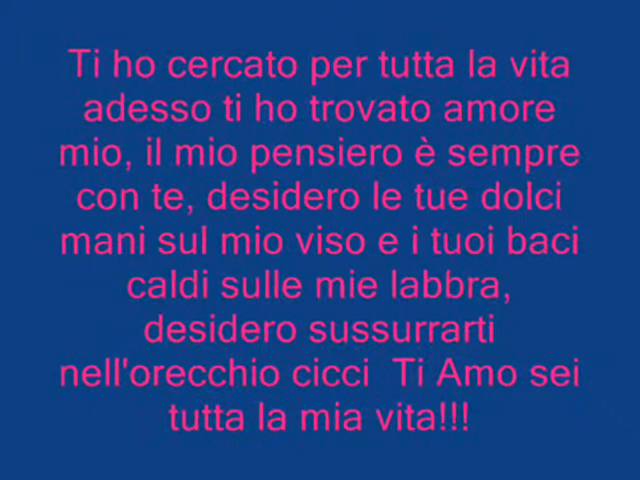 Ti ho cercato per tutta la vita
adesso ti ho trovato amore
mio, il mio pensiero è sempre
con te, desidero le tue dolci
mani sul mio viso e i tuoi baci
caldi sulle mie labbra,
desidero sussurrarti
nell'orecchio cicci  Ti Amo sei
tutta la mia vita!!!